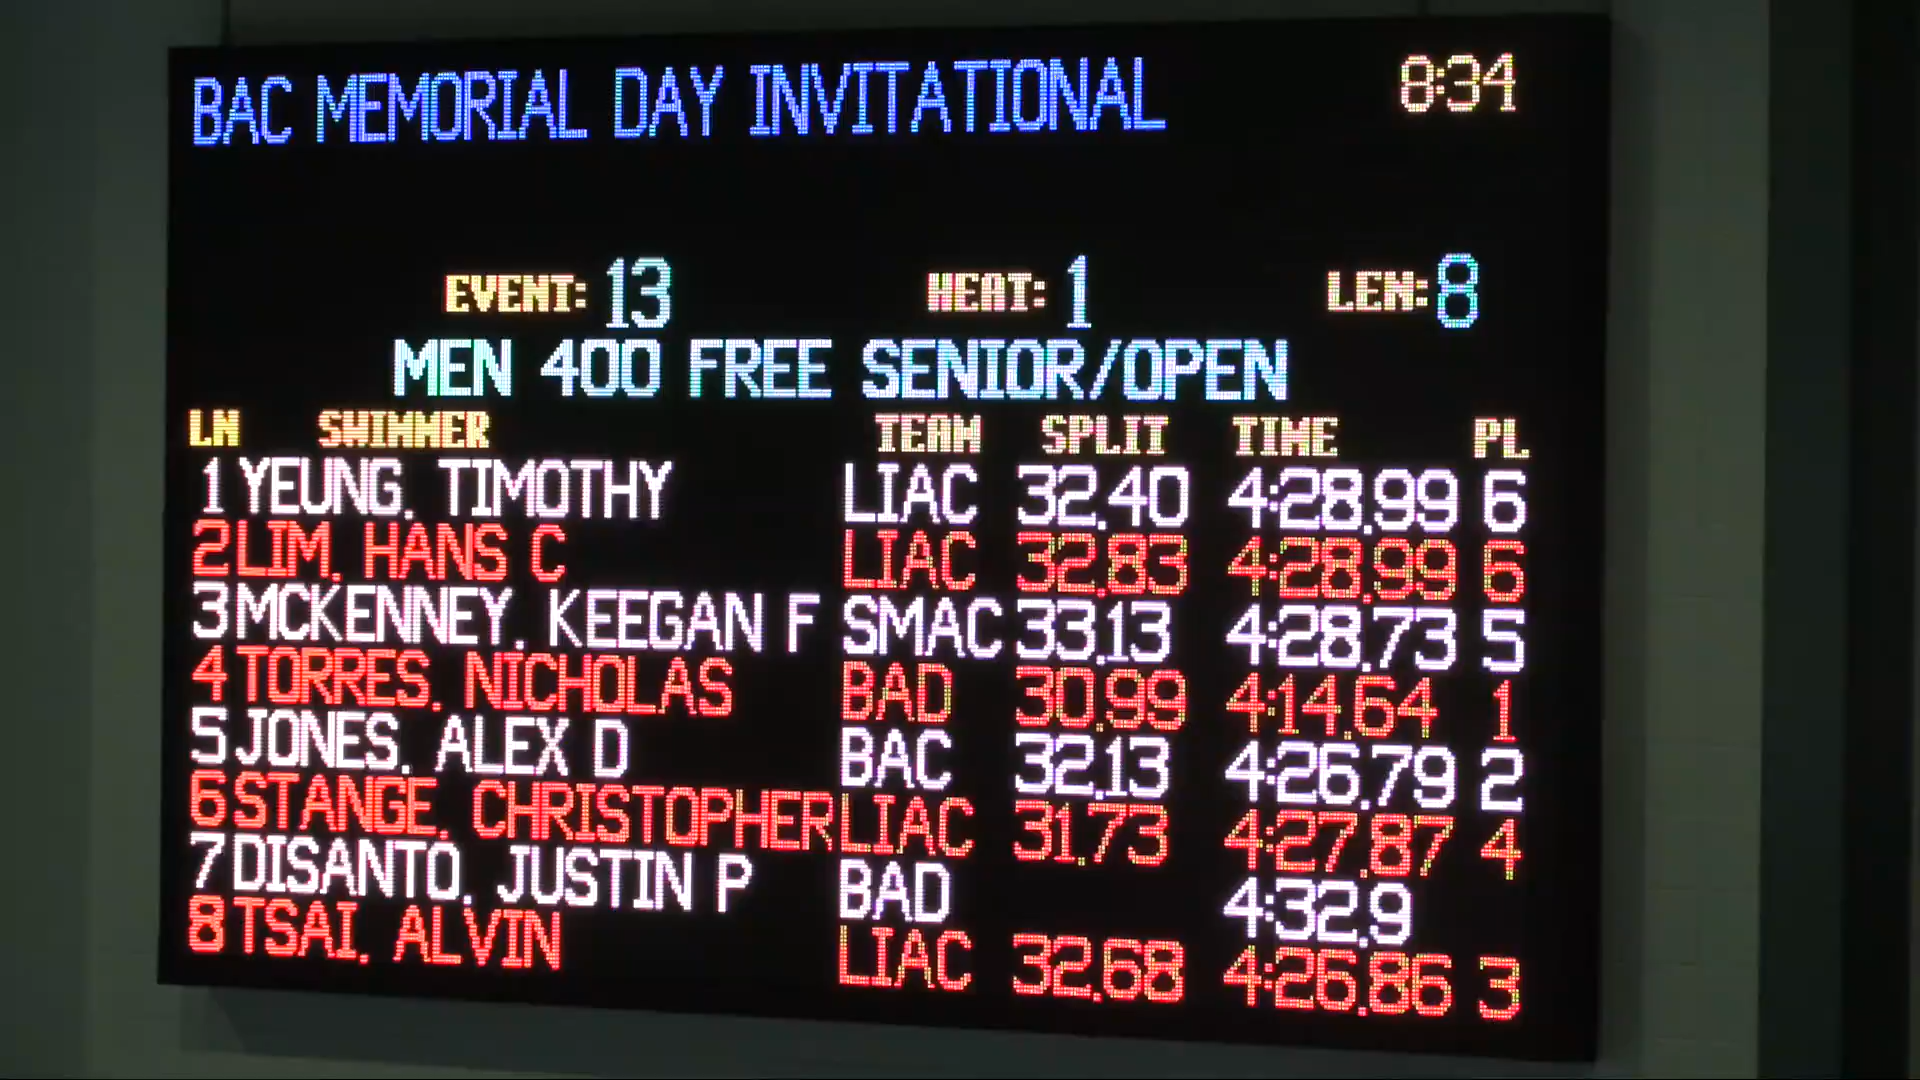 BAC MEMORIAL DAY INVITATIONAL 8:34
EVENT: 13 HEAT: 1 LEN: 8
MEN 400 FREE SENIOR/OPEN
LN SWIMMER TEAM SPLIT TIME PL
1 YEUNG, TIMOTHY LIAC 32.40 4:28.99 6
2 LIM, HANS C LIAC 32.83 4:28.99 6
3 MCKENNEY, KEEGAN F SMAC 33.13 4:28.73 5
4 TORRES, NICHOLAS BAD 30.99 4:14.64 1
5 JONES, ALEX D BAC 32.13 4:26.79 2
6 STANGE, CHRISTOPHER LIAC 31.73 4:27.87 4
7 DISANTO, JUSTIN P BAD 4:32.9
8 TSAI, ALVIN LIAC 32.68 4:26.86 3